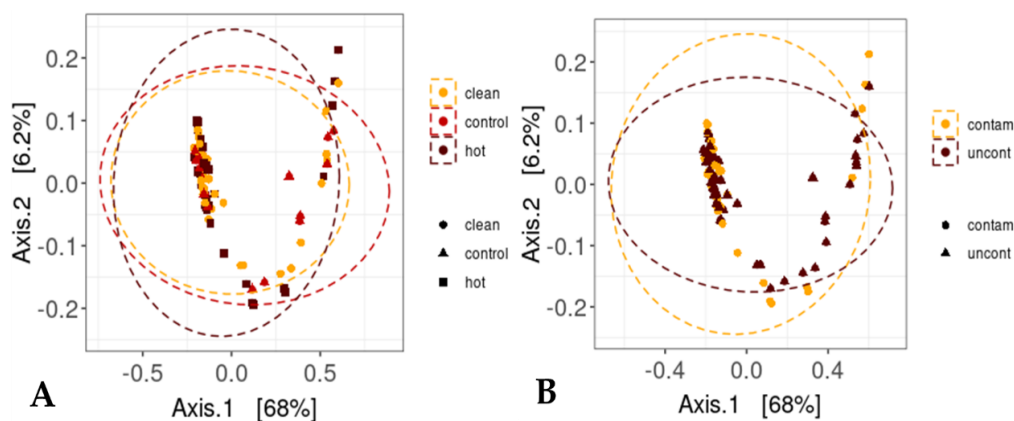 0.2
0.1
0.0
-0.1
-0.2
Axis.2 [6.2%]
-0.5 0.0 0.5
Axis.1 [68%]
A
clean
control
hot
clean
control
hot
0.2
0.1
0.0
-0.1
-0.2
Axis.2 [6.2%]
-0.4 0.0 0.4
Axis.1 [68%]
B
contam
uncont
contam
uncont